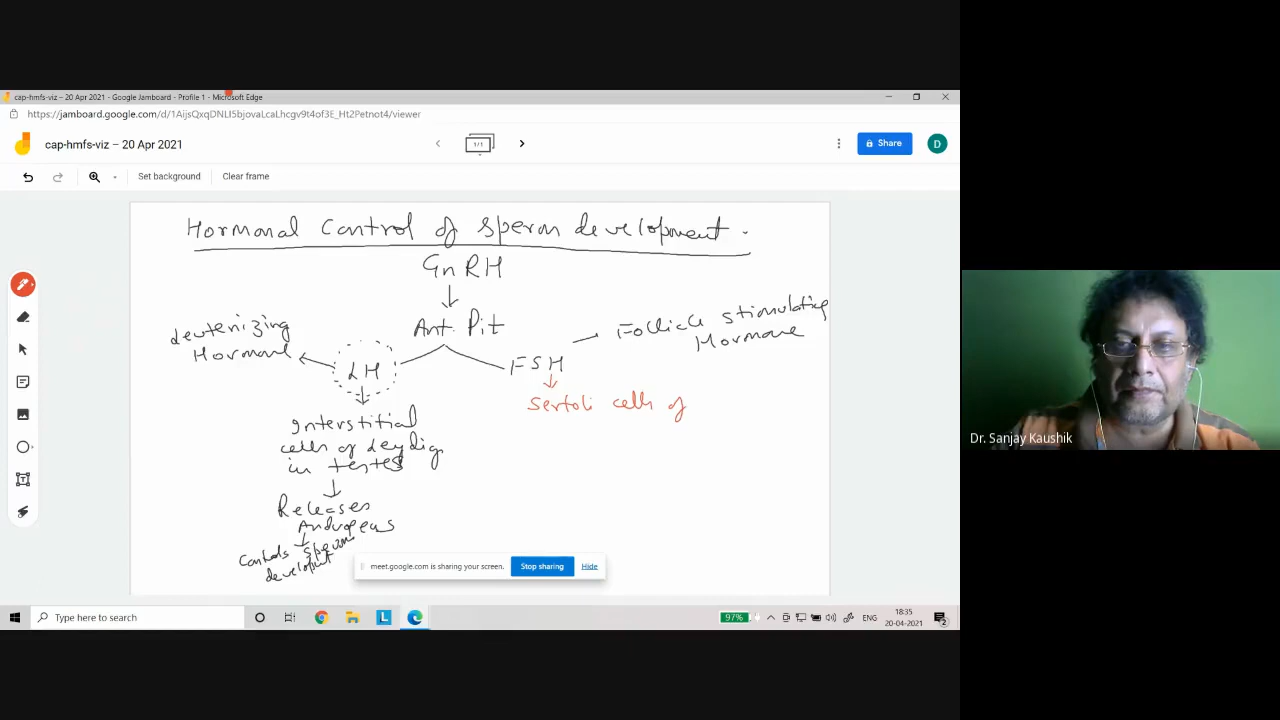 cap-hmfs-viz – 20 Apr 2021 - Google Jamboard - Profile 1 - Microsoft Edge
https://jamboard.google.com/d/1AijsQxqDNLI5bjovaLcaLhcgv9t4of3E_Ht2Petnot4/viewer
cap-hmfs-viz – 20 Apr 2021
1/1
Share
D
Set background
Clear frame
Hormonal Control of Sperm development.
GnRH
Ant. Pit
Leutenizing
Hormone
LH
FSH
Follicle stimulating
Hormone
Sertoli cells of
Interstitial
cells of Leydig
in testes
Releases
Androgens
Controls sperm
development
meet.google.com is sharing your screen.
Stop sharing
Hide
Dr. Sanjay Kaushik
Type here to search
L
97%
ENG
18:35
20-04-2021
2